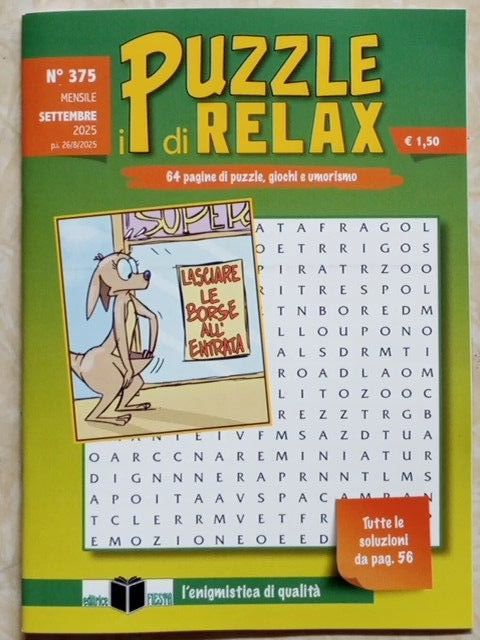 N° 375
MENSILE
SETTEMBRE
2025
p.i. 26/8/2025
i PUZZLE
di RELAX
€ 1,50
64 pagine di puzzle, giochi e umorismo
SUPER
LASCIARE
LE
BORSE
ALL'
ENTRATA
A T A F R A G O L
O E T R R I G O S
P I R A T R Z O O
R I T R E S P O L
E T N B O R E D M
L L O U P O N O
A L S D R M T I
R O A D L A O M
L I T O Z O O C
R E Z Z T R G B
A N T E I V F M S A Z D T U A
O A R C C N A R E M I N I A T U R
D I G N N N E R A P R N N T L M S
A P O I T A A V S P A C A M P A N
T C L E R R M V E T F R
E M O Z I O N E O E E D
Tutte le
soluzioni
da pag. 56
editrice FIESTA
l'enigmistica di qualità